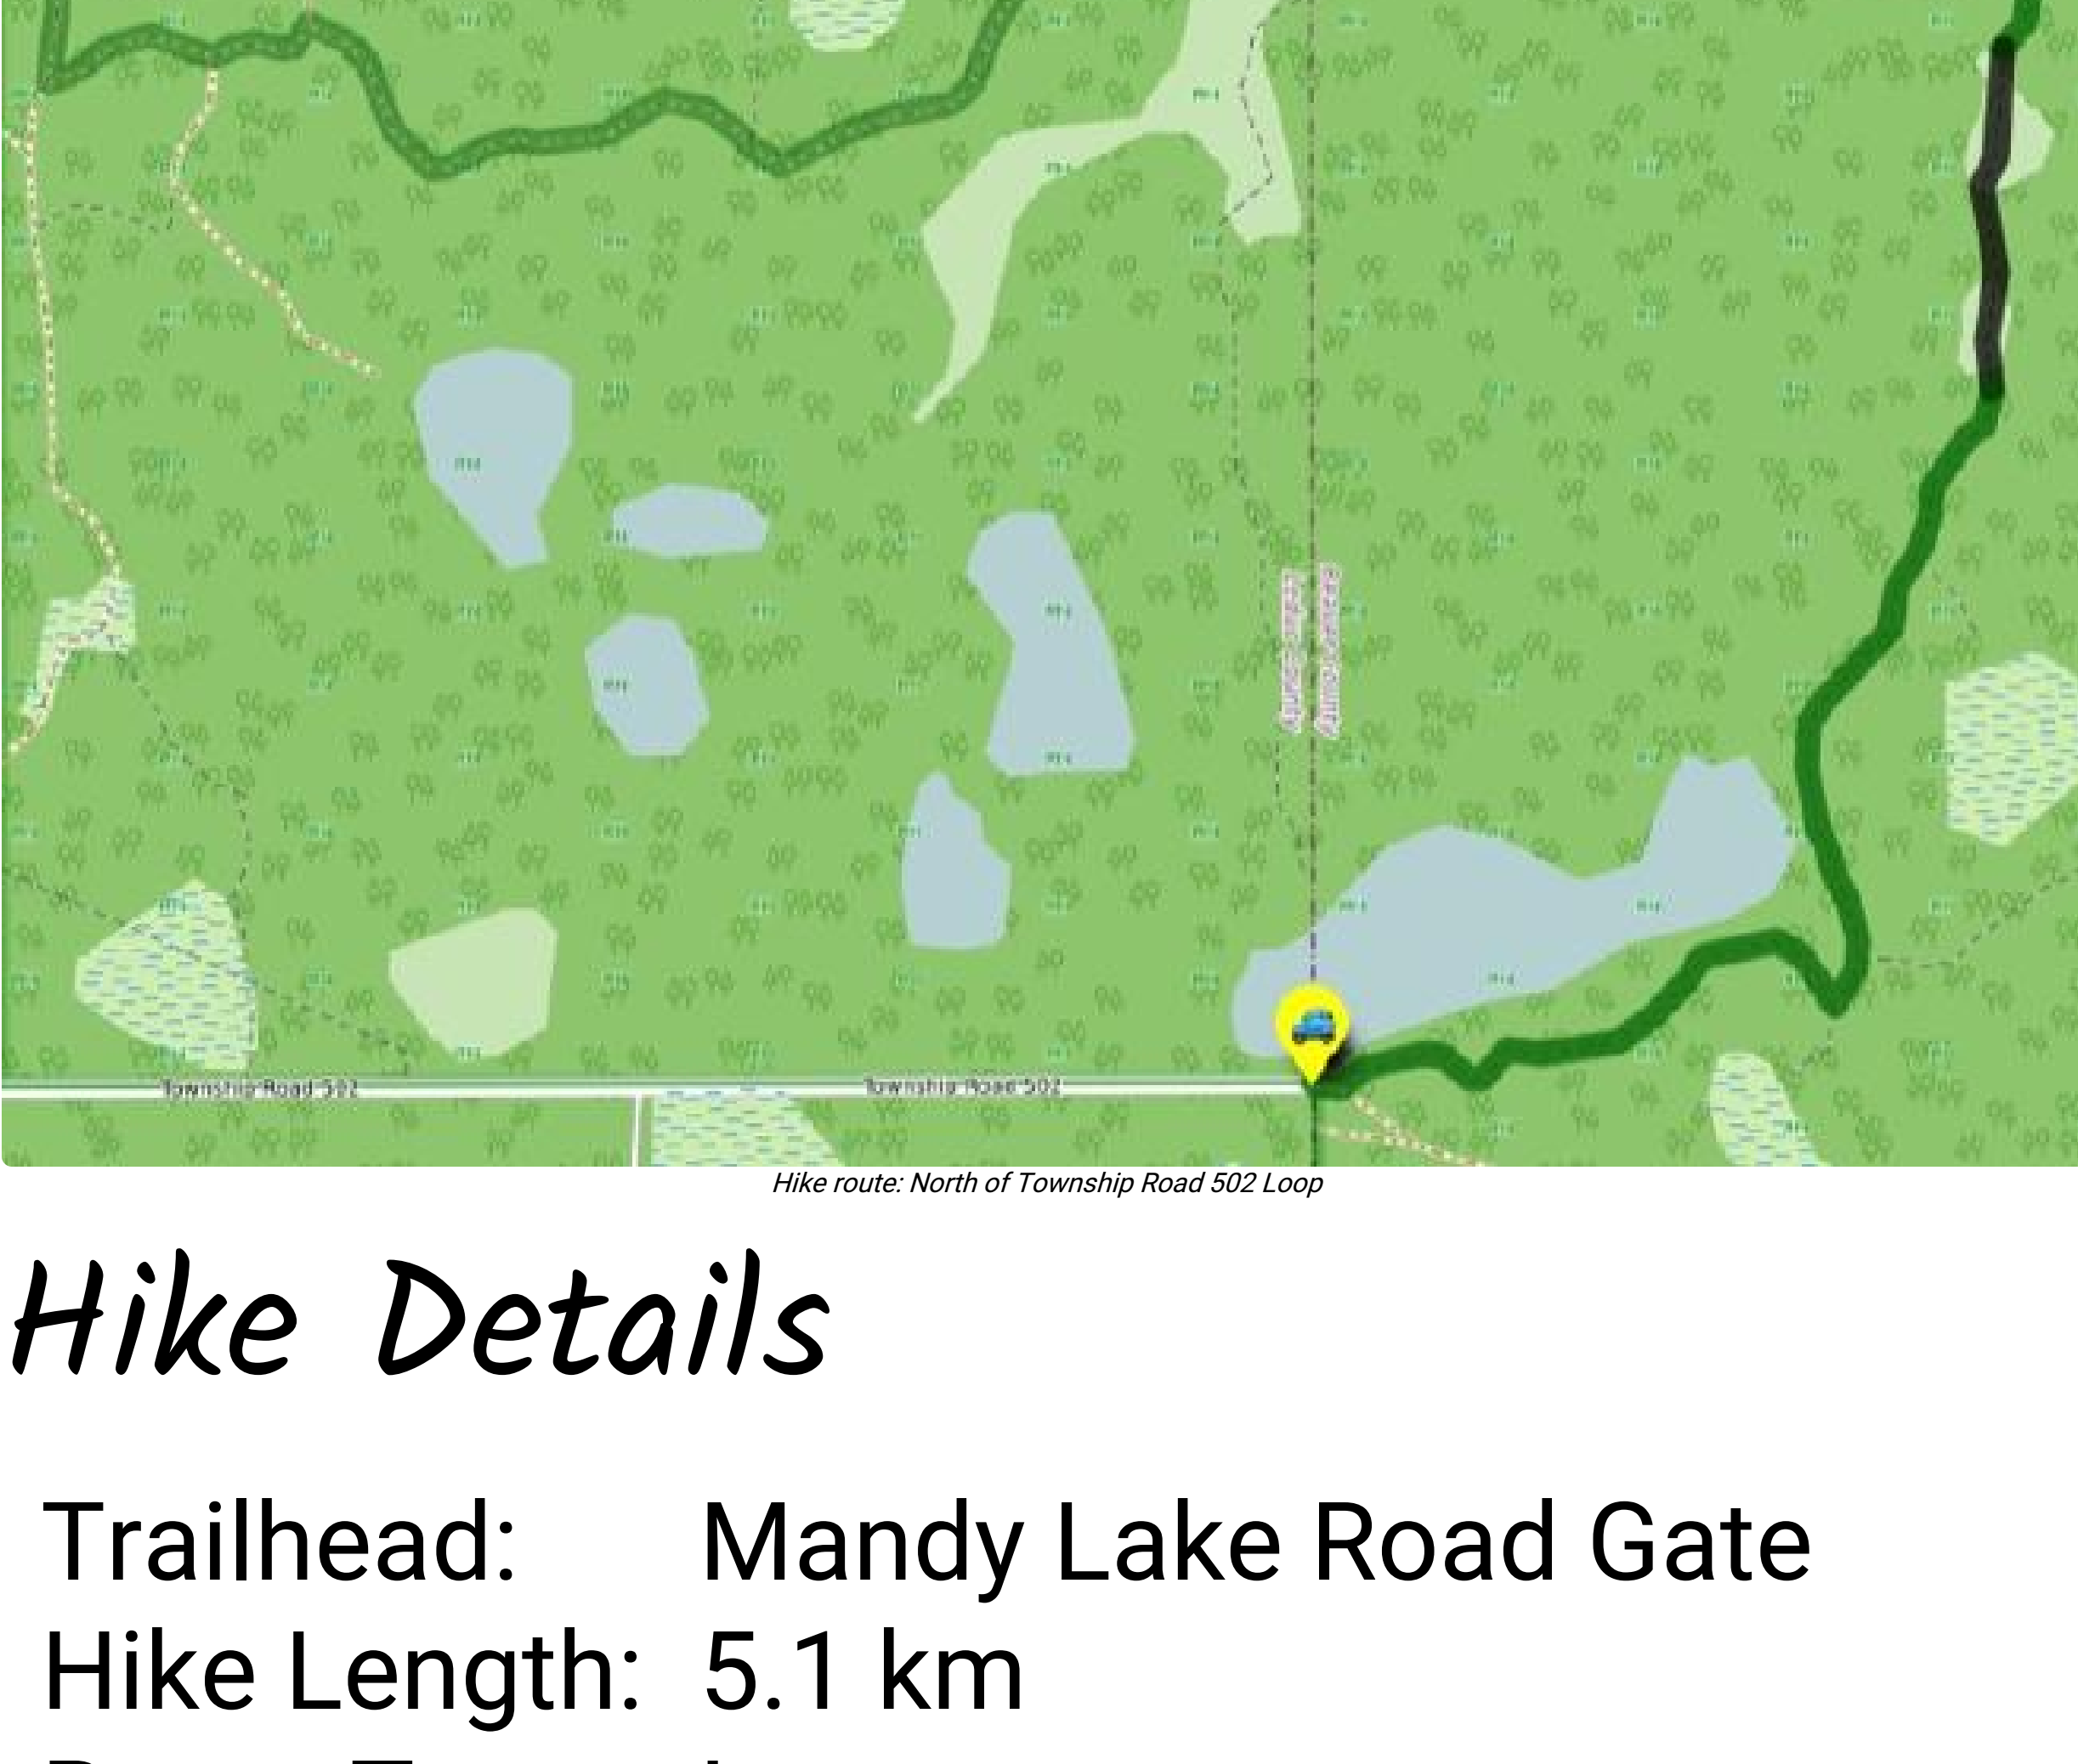 Township Road 502
Township Road 502
Hike route: North of Township Road 502 Loop
Hike Details
Trailhead: Mandy Lake Road Gate
Hike Length: 5.1 km